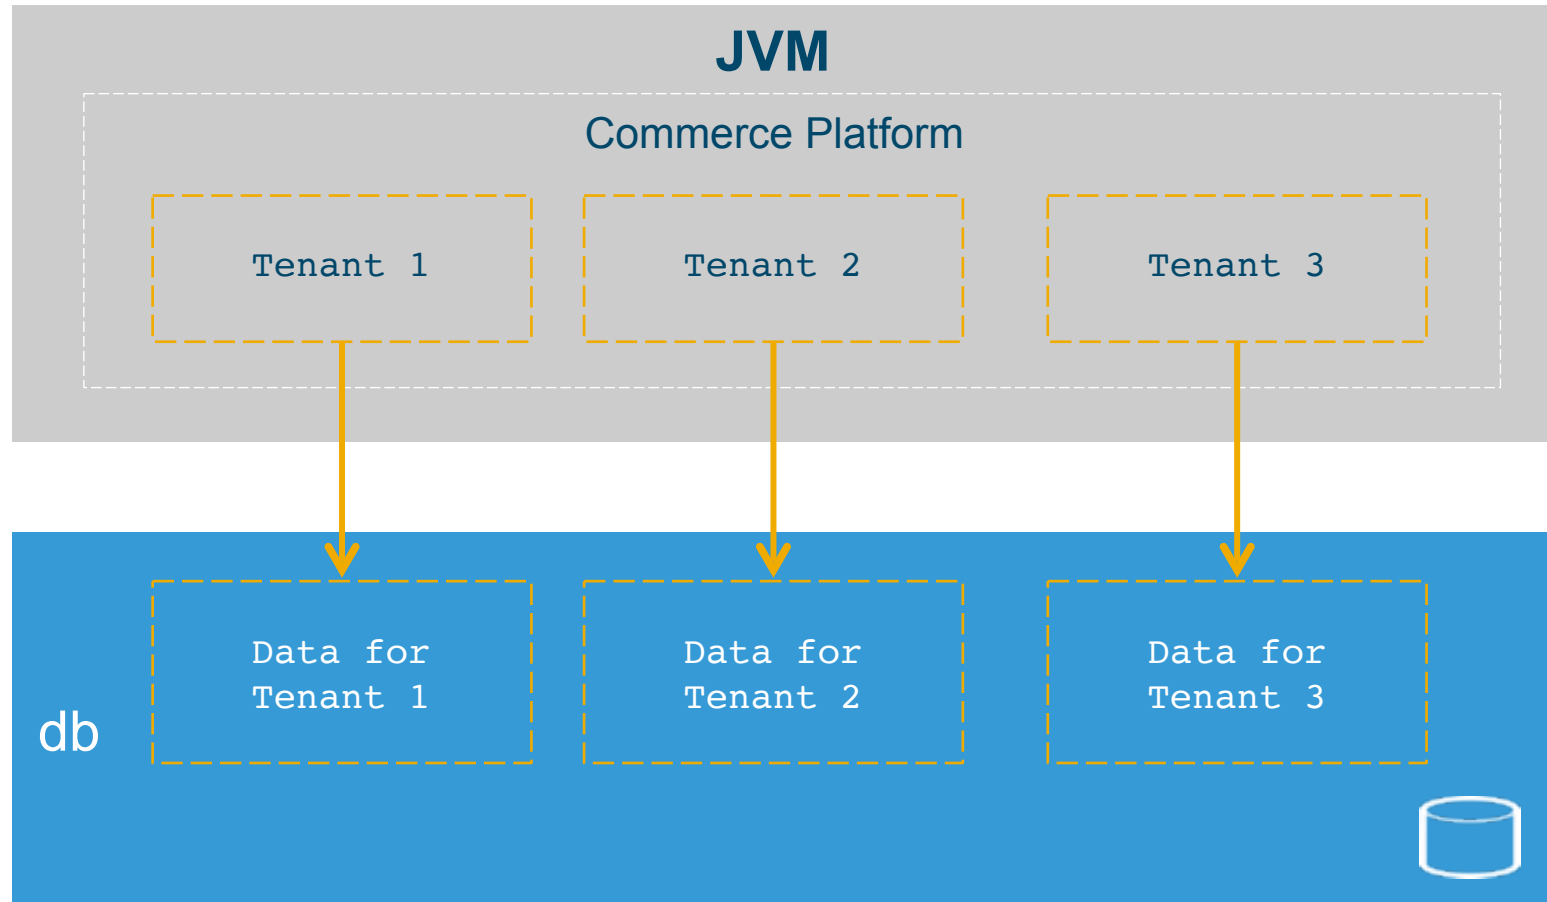 JVM
Commerce Platform
Tenant 1
Tenant 2
Tenant 3
Data for
Tenant 1
Data for
Tenant 2
Data for
Tenant 3
db